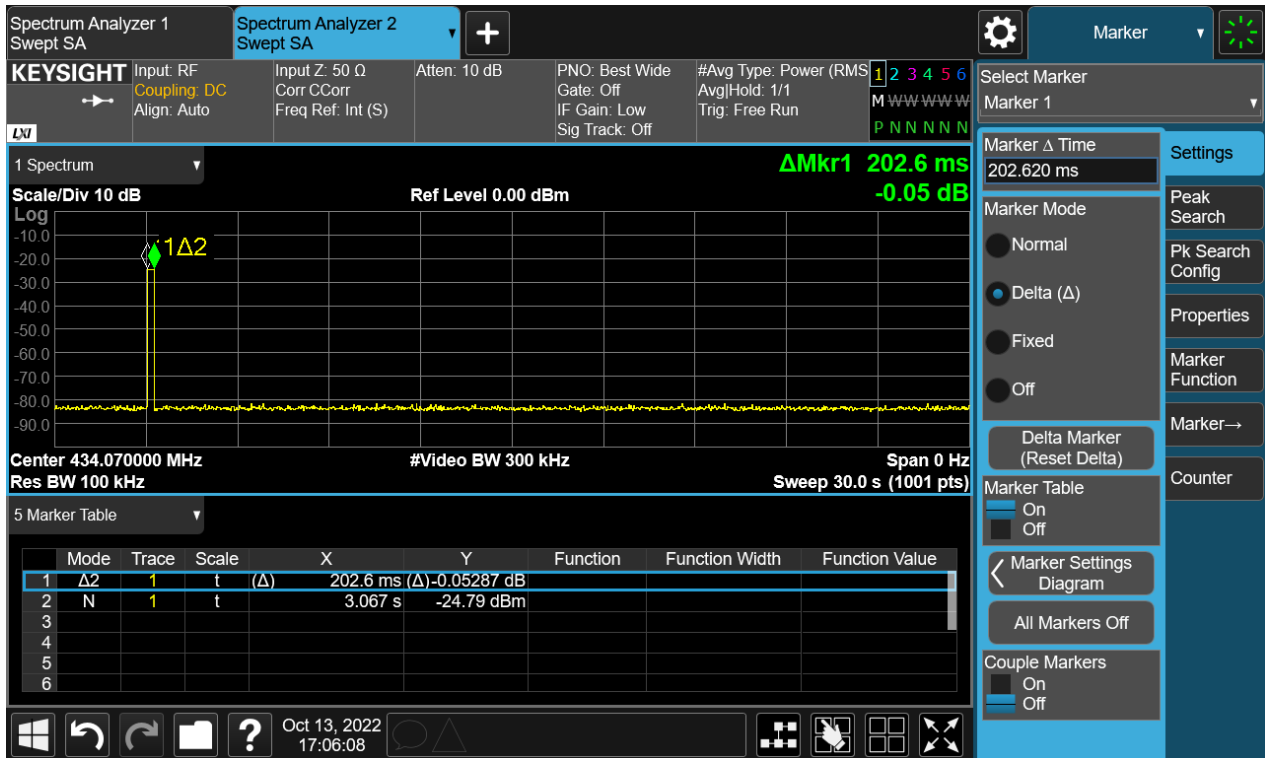 Spectrum Analyzer 1
Swept SA
Spectrum Analyzer 2
Swept SA
+
Marker
KEYSIGHT
LXI
Input: RF
Coupling: DC
Align: Auto
Input Z: 50 Ω
Corr CCorr
Freq Ref: Int (S)
Atten: 10 dB
PNO: Best Wide
Gate: Off
IF Gain: Low
Sig Track: Off
#Avg Type: Power (RMS
Avg|Hold: 1/1
Trig: Free Run
1 2 3 4 5 6
M W W W W W
P N N N N N
1 Spectrum
ΔMkr1 202.6 ms
-0.05 dB
Scale/Div 10 dB
Ref Level 0.00 dBm
Log
-10.0
-20.0
-30.0
-40.0
-50.0
-60.0
-70.0
-80.0
-90.0
1Δ2
Center 434.070000 MHz
#Video BW 300 kHz
Span 0 Hz
Res BW 100 kHz
Sweep 30.0 s (1001 pts)
5 Marker Table
Mode Trace Scale X Y Function Function Width Function Value
1 Δ2 1 t (Δ) 202.6 ms (Δ)-0.05287 dB
2 N 1 t 3.067 s -24.79 dBm
3
4
5
6
?
Oct 13, 2022
17:06:08
Select Marker
Marker 1
Marker Δ Time
202.620 ms
Marker Mode
Normal
Delta (Δ)
Fixed
Off
Delta Marker
(Reset Delta)
Marker Table
On
Off
Marker Settings
Diagram
All Markers Off
Couple Markers
On
Off
Settings
Peak
Search
Pk Search
Config
Properties
Marker
Function
Marker→
Counter